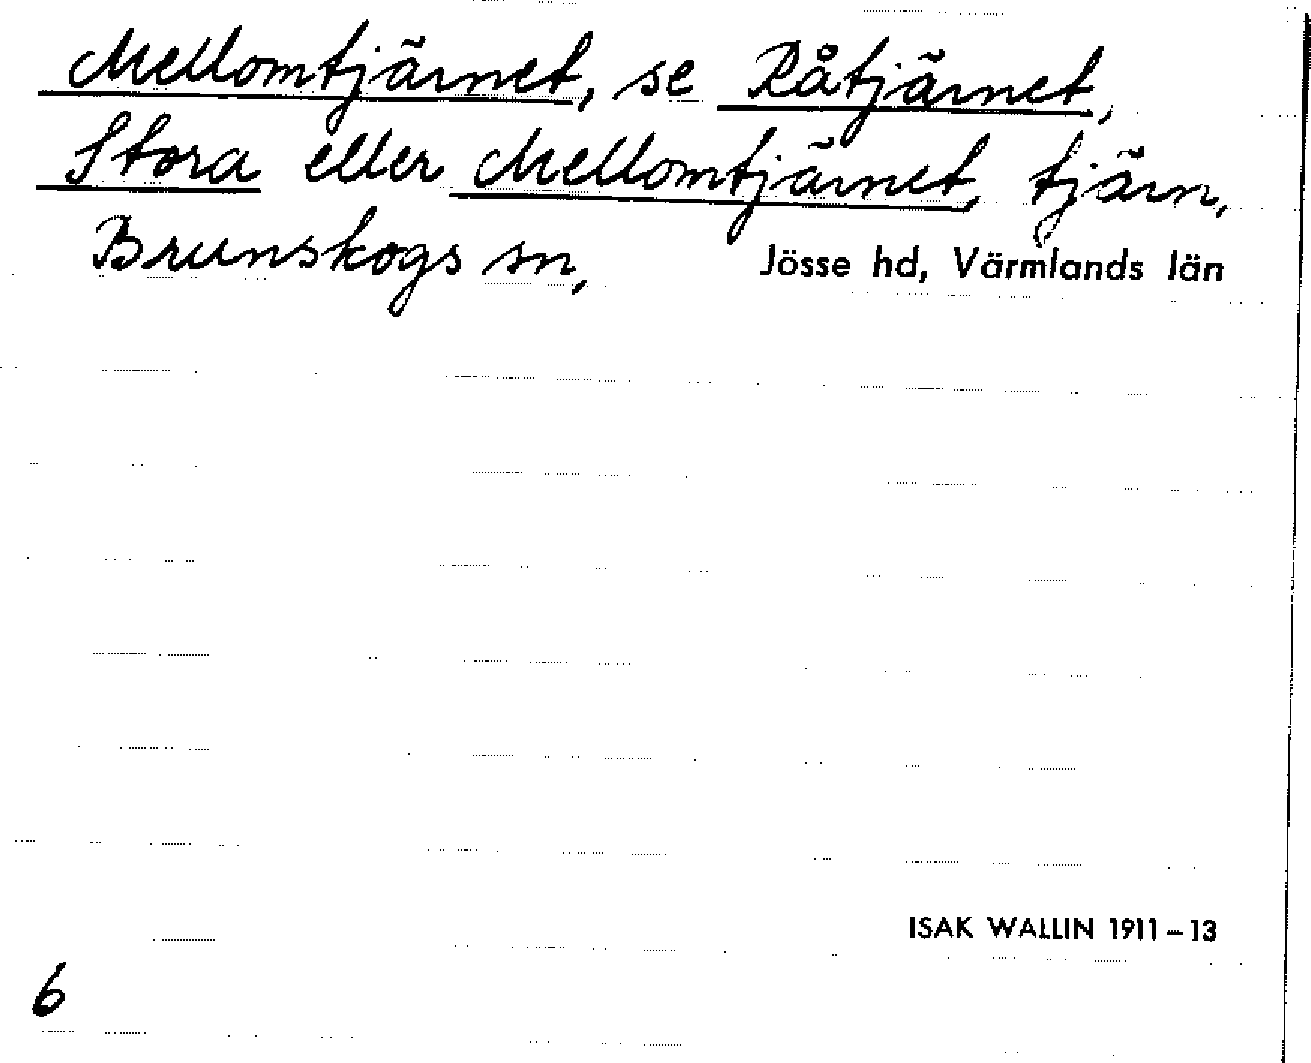 Mellomtjärnet, se Råtjärnet,
Stora eller Mellomtjärnet, tjärn,
Brunskogs sn, Jösse hd, Värmlands län
ISAK WALLIN 1911-13
6